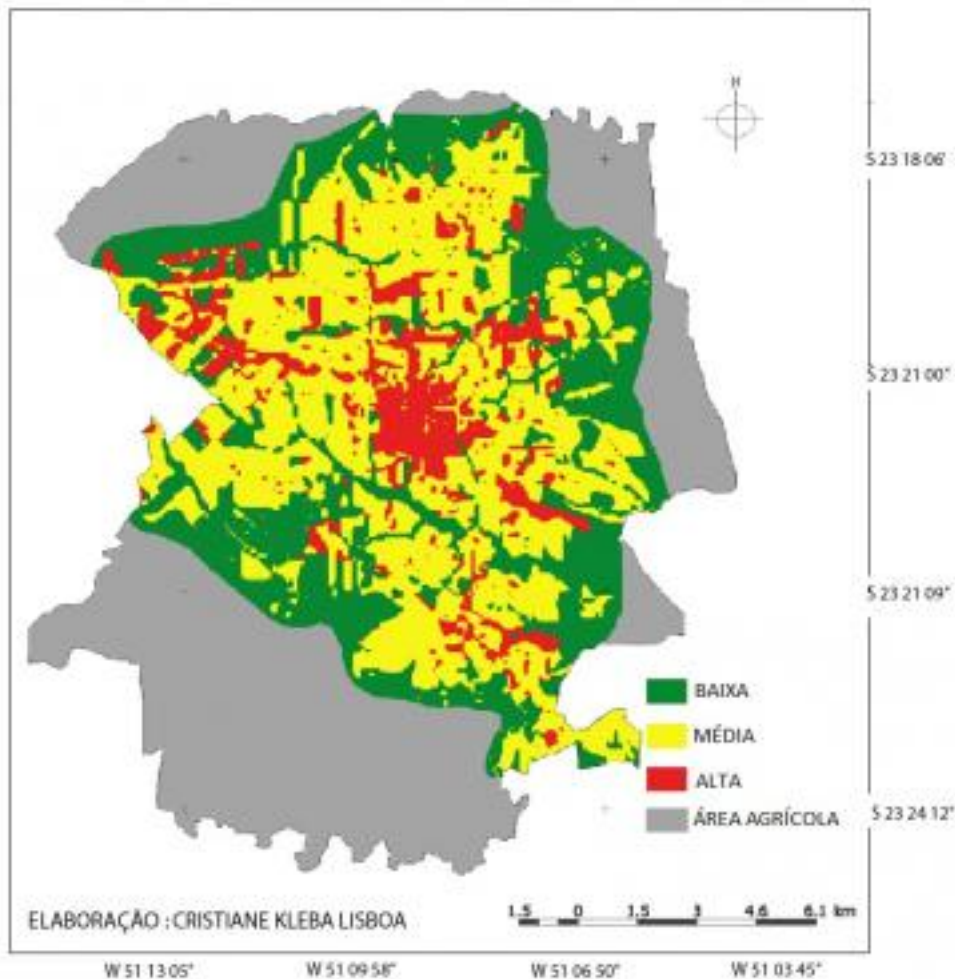 N
S 23 18 06"
S 23 21 00"
S 23 21 09"
BAIXA
MÉDIA
ALTA
ÁREA AGRÍCOLA
S 23 24 12"
ELABORAÇÃO : CRISTIANE KLEBA LISBOA
1.5 0 1.5 3 4.6 6.1 km
W 51 13 05" W 51 09 58" W 51 06 50" W 51 03 45"